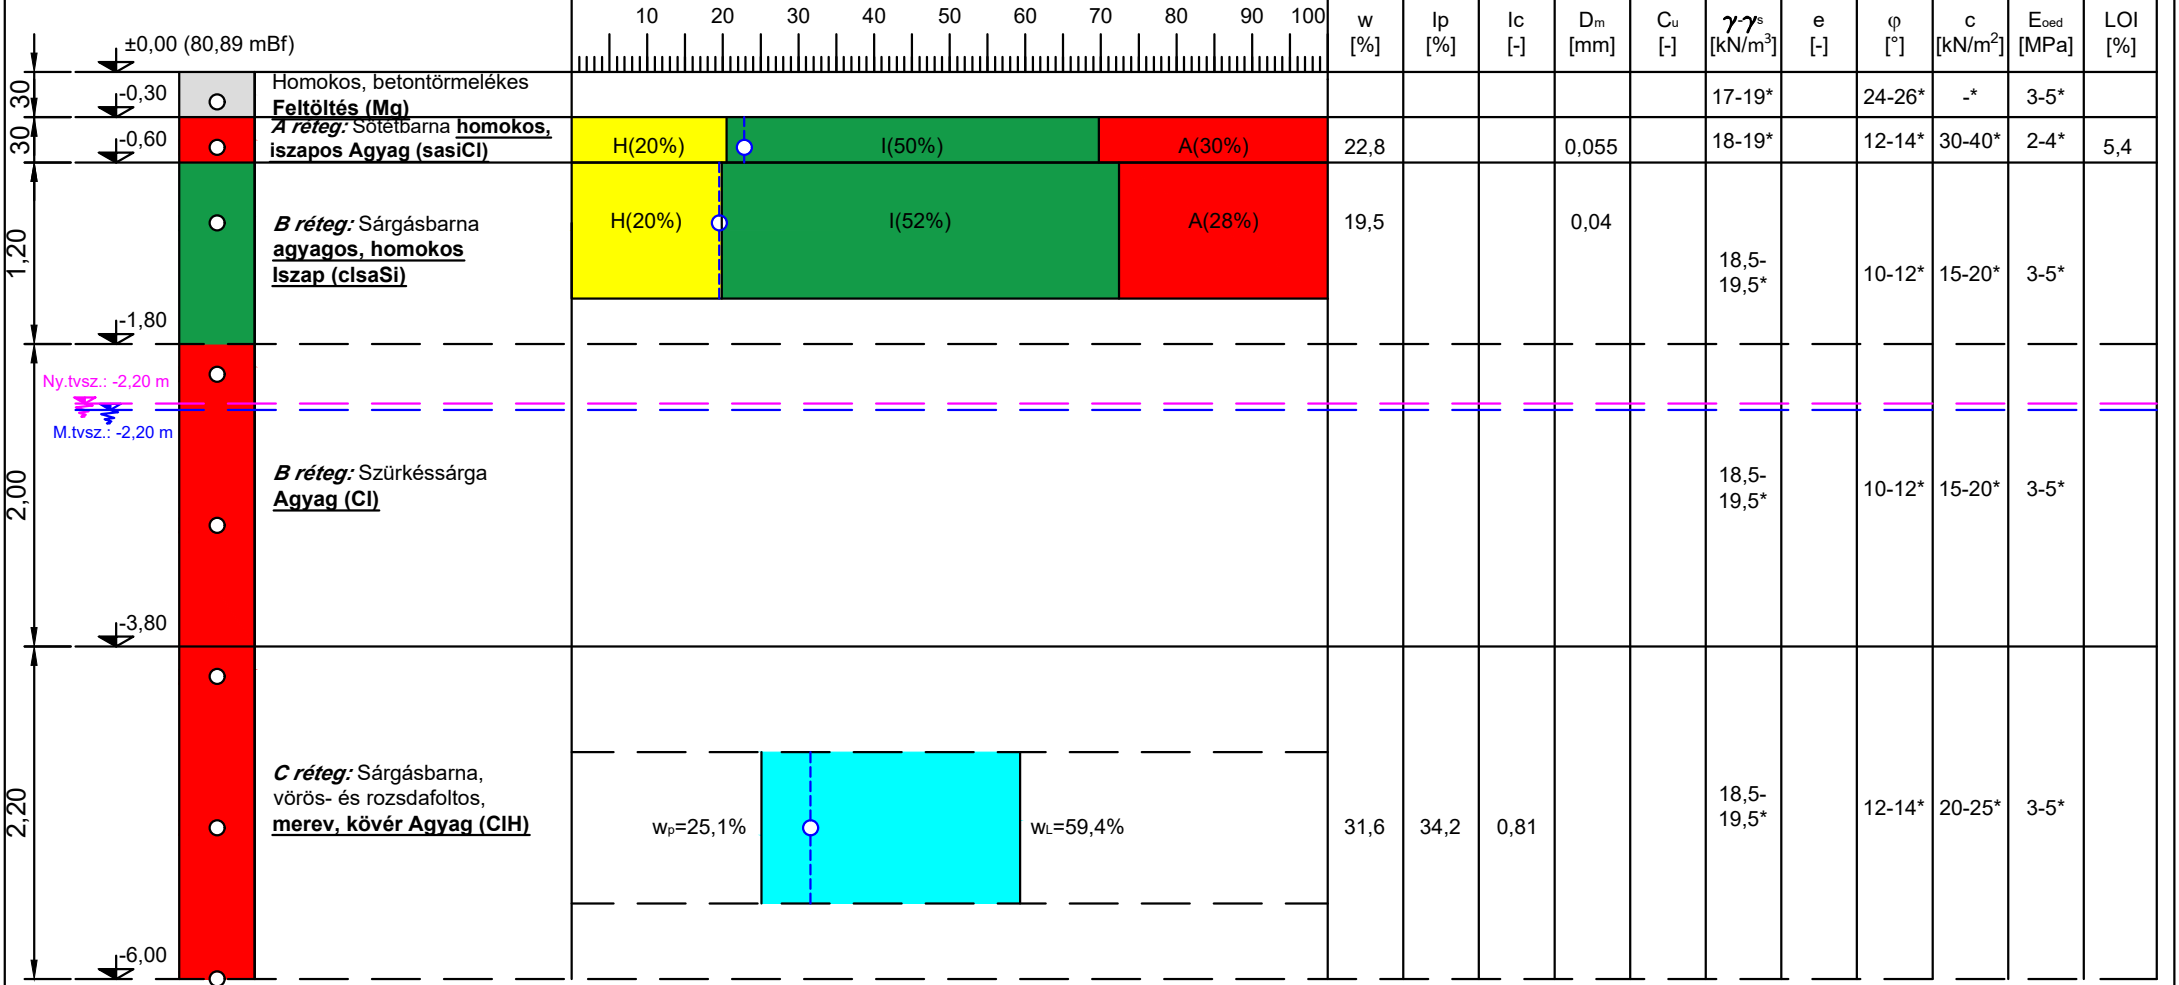 10 20 30 40 50 60 70 80 90 100
w [%]
Ip [%]
Ic [-]
Dm [mm]
Cu [-]
γ-γs [kN/m³]
e [-]
φ [°]
c [kN/m²]
Eoed [MPa]
LOI [%]
±0,00 (80,89 mBf)
30
-0,30
Homokos, betontörmelékes
Feltöltés (Mg)
17-19* 24-26* -* 3-5*
30
-0,60
A réteg: Sötétbarna homokos,
iszapos Agyag (sasiCl)
H(20%) I(50%) A(30%)
22,8 0,055 18-19* 12-14* 30-40* 2-4* 5,4
1,20
-1,80
B réteg: Sárgásbarna
agyagos, homokos
Iszap (clsaSi)
H(20%) I(52%) A(28%)
19,5 0,04
18,5-
19,5*
10-12* 15-20* 3-5*
Ny.tvsz.: -2,20 m
M.tvsz.: -2,20 m
2,00
-3,80
B réteg: Szürkéssárga
Agyag (Cl)
18,5-
19,5*
10-12* 15-20* 3-5*
2,20
-6,00
C réteg: Sárgásbarna,
vörös- és rozsdafoltos,
merev, kövér Agyag (ClH)
wp=25,1% wL=59,4%
31,6 34,2 0,81
18,5-
19,5*
12-14* 20-25* 3-5*